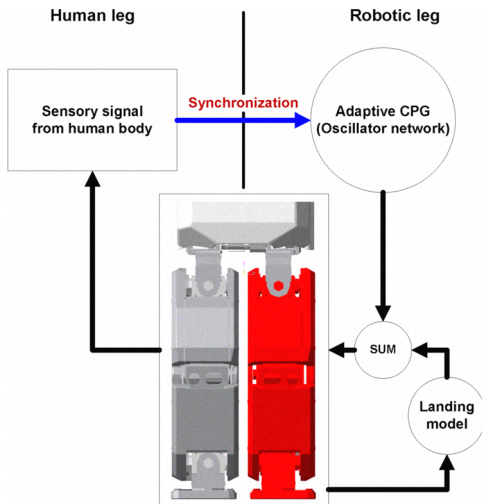 Human leg
Robotic leg
Sensory signal
from human body
Synchronization
Adaptive CPG
(Oscillator network)
SUM
Landing
model